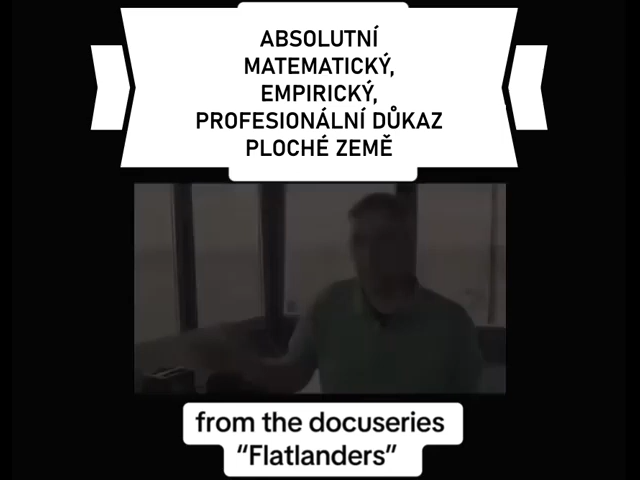 ABSOLUTNÍ
MATEMATICKÝ,
EMPIRICKÝ,
PROFESIONÁLNÍ DŮKAZ
PLOCHÉ ZEMĚ
from the docuseries
“Flatlanders”